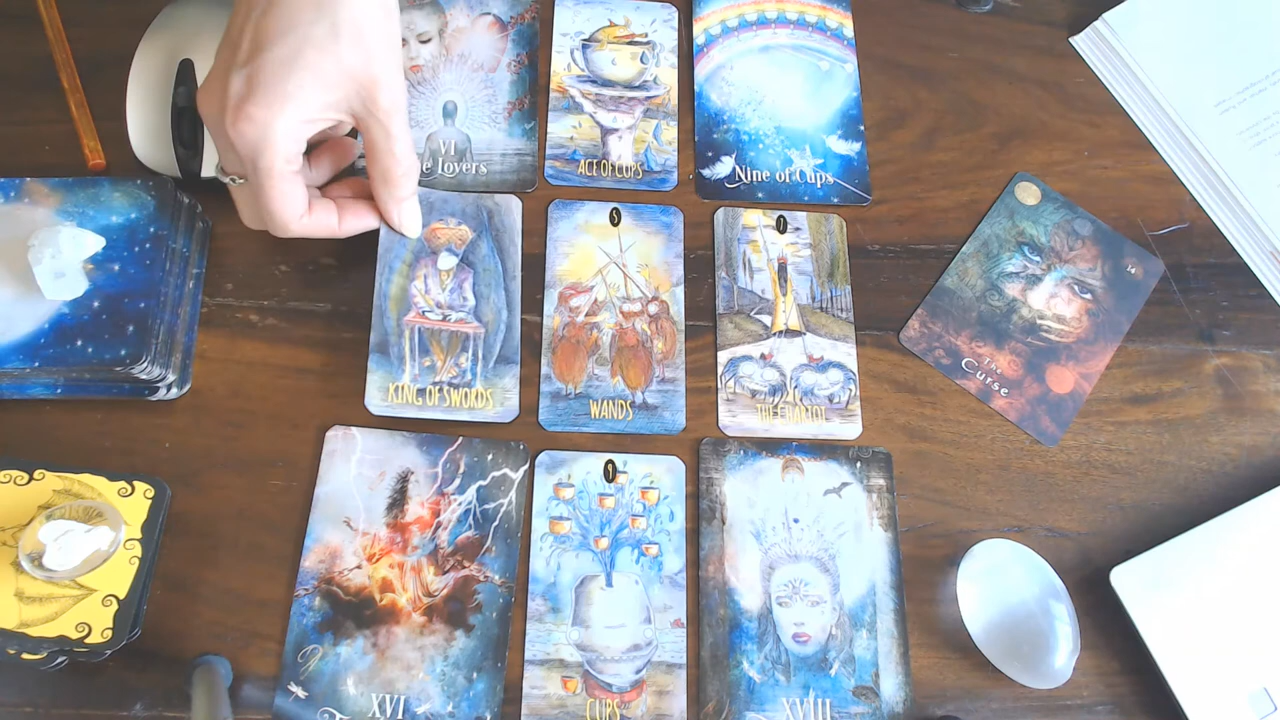 VI
e Lovers
ACE OF CUPS
Nine of Cups
KING OF SWORDS
5
WANDS
7
THE CHARIOT
14
The
Curse
XVI
9
CUPS
XVIII